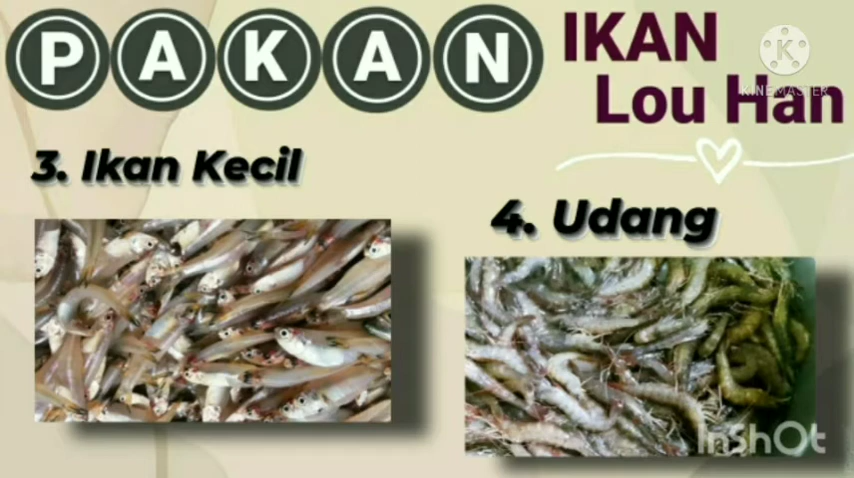 PAKAN
IKAN
Lou Han
KINEMASTER
3. Ikan Kecil
4. Udang
InShOt